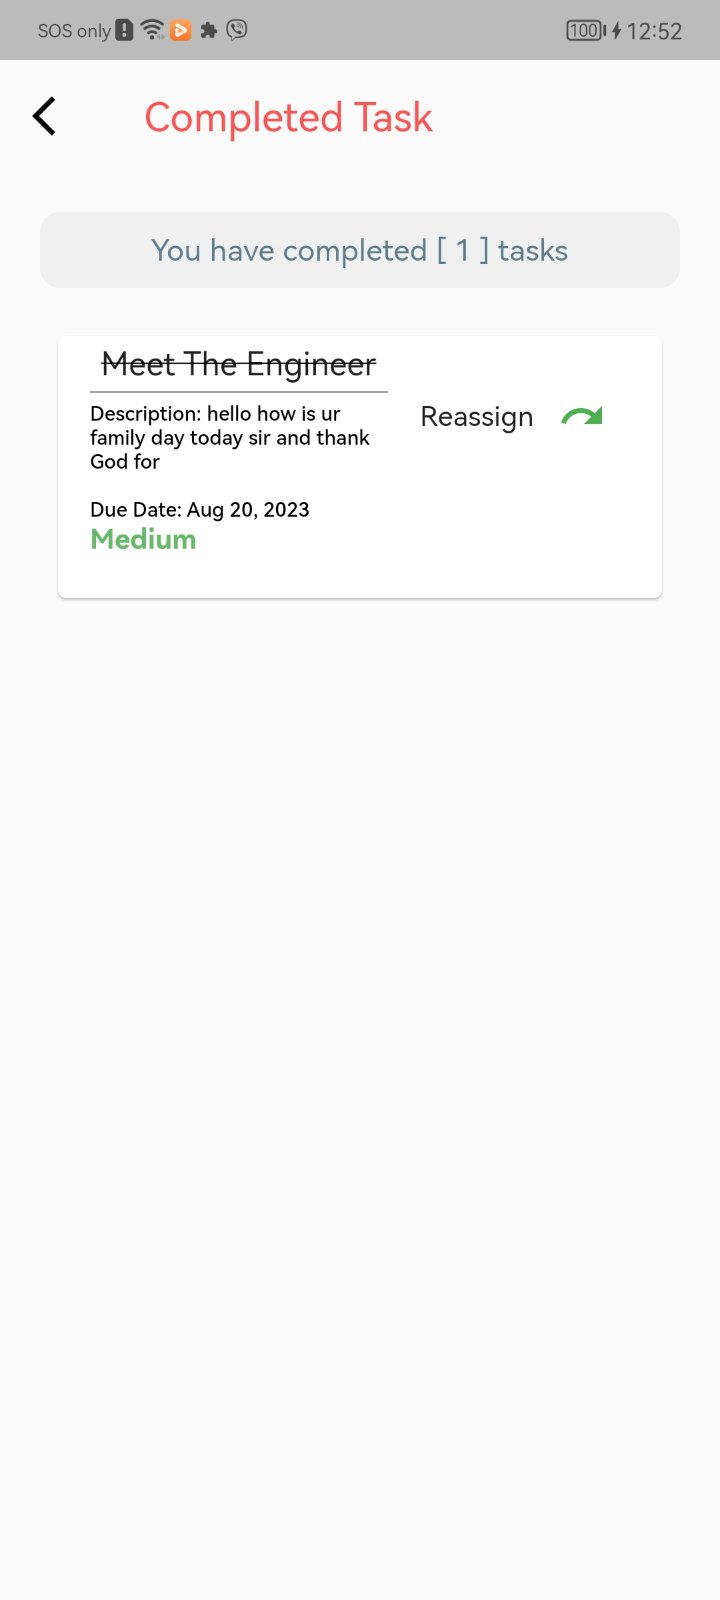 SOS only 100 12:52
Completed Task
You have completed [ 1 ] tasks
Meet The Engineer
Description: hello how is ur
family day today sir and thank
God for
Reassign
Due Date: Aug 20, 2023
Medium